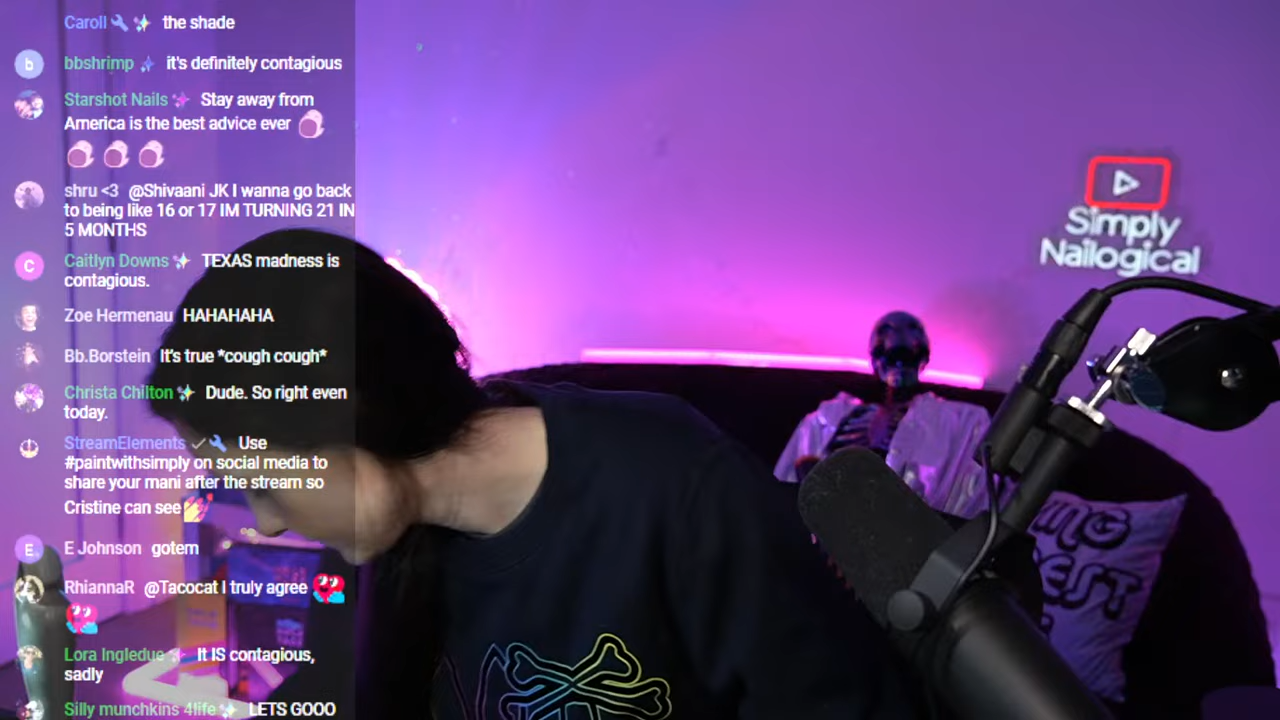 Caroll the shade
b
bbshrimp it's definitely contagious
Starshot Nails Stay away from
America is the best advice ever
shru <3 @Shivaani JK I wanna go back
to being like 16 or 17 IM TURNING 21 IN
5 MONTHS
C
Caitlyn Downs TEXAS madness is
contagious.
Zoe Hermenau HAHAHAHA
Bb.Borstein It's true *cough cough*
Christa Chilton Dude. So right even
today.
StreamElements Use
#paintwithsimply on social media to
share your mani after the stream so
Cristine can see
E
E Johnson gotem
RhiannaR @Tacocat I truly agree
Lora Ingledue It IS contagious,
sadly
Silly munchkins 4life LETS GOOO
Simply
Nailogical